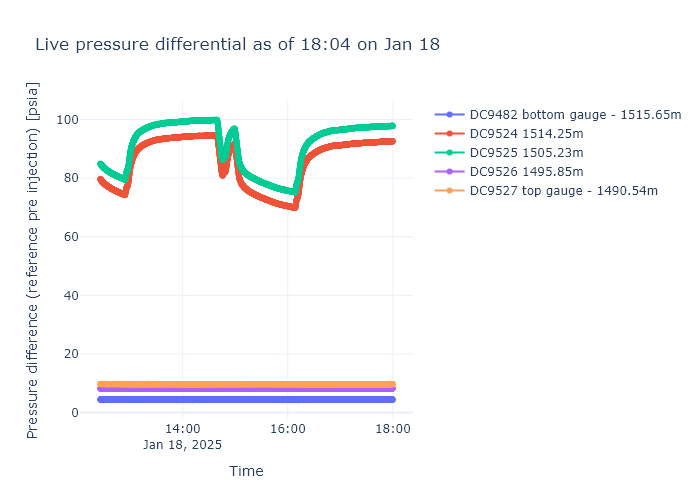 Live pressure differential as of 18:04 on Jan 18
Pressure difference (reference pre injection) [psia]
100
80
60
40
20
0
14:00
Jan 18, 2025
16:00
18:00
Time
DC9482 bottom gauge - 1515.65m
DC9524 1514.25m
DC9525 1505.23m
DC9526 1495.85m
DC9527 top gauge - 1490.54m